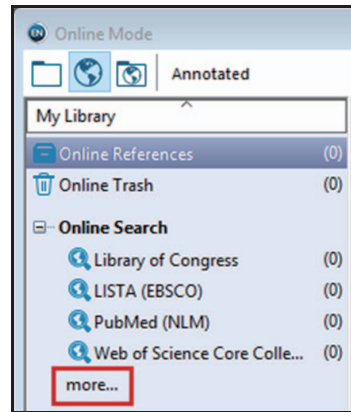 EN Online Mode
Annotated
My Library
Online References (0)
Online Trash (0)
Online Search
Library of Congress (0)
LISTA (EBSCO) (0)
PubMed (NLM) (0)
Web of Science Core Colle... (0)
more...